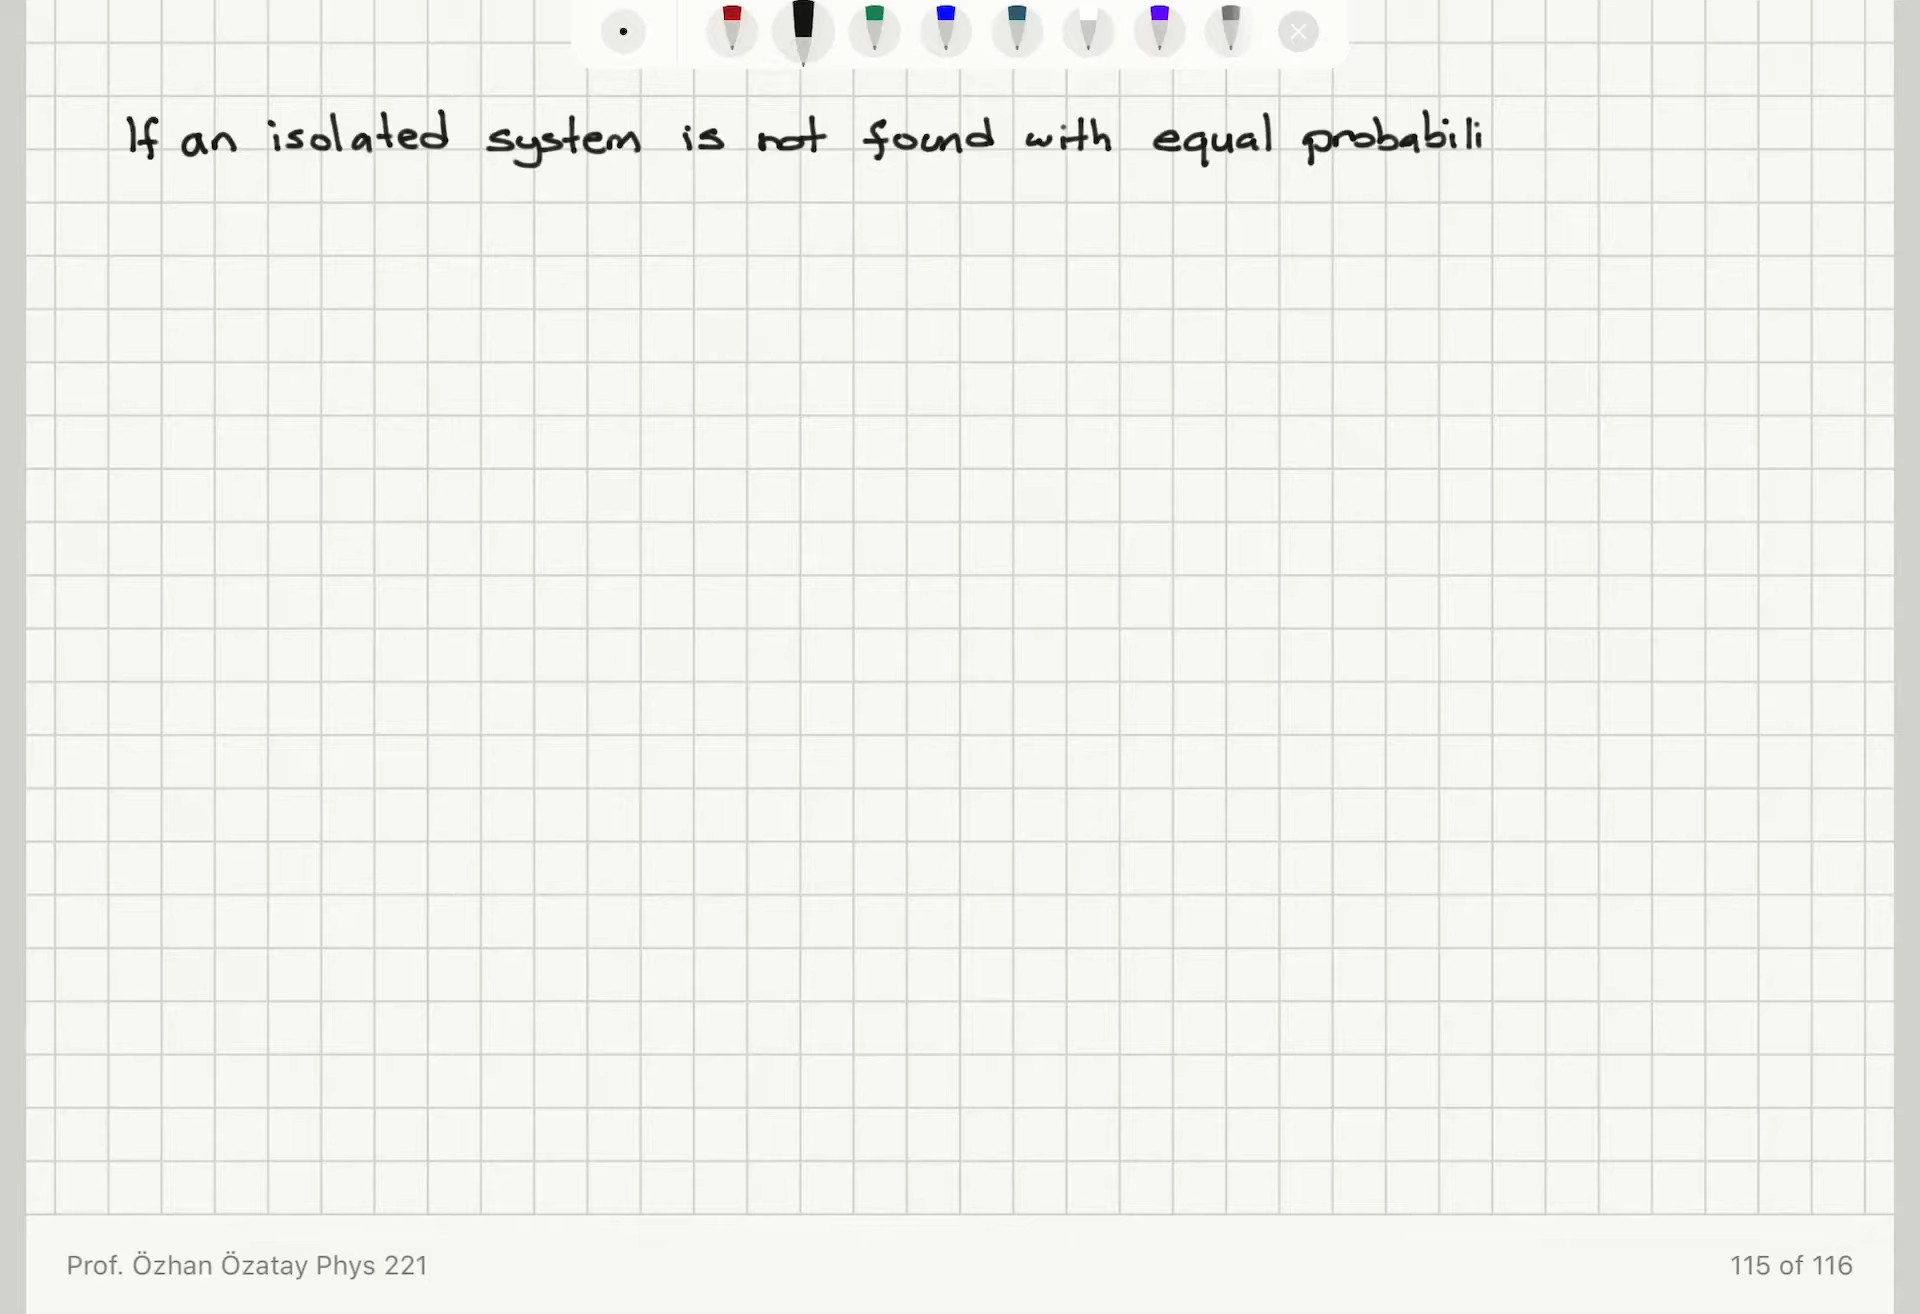 If an isolated system is not found with equal probabili
Prof. Özhan Özatay Phys 221
115 of 116